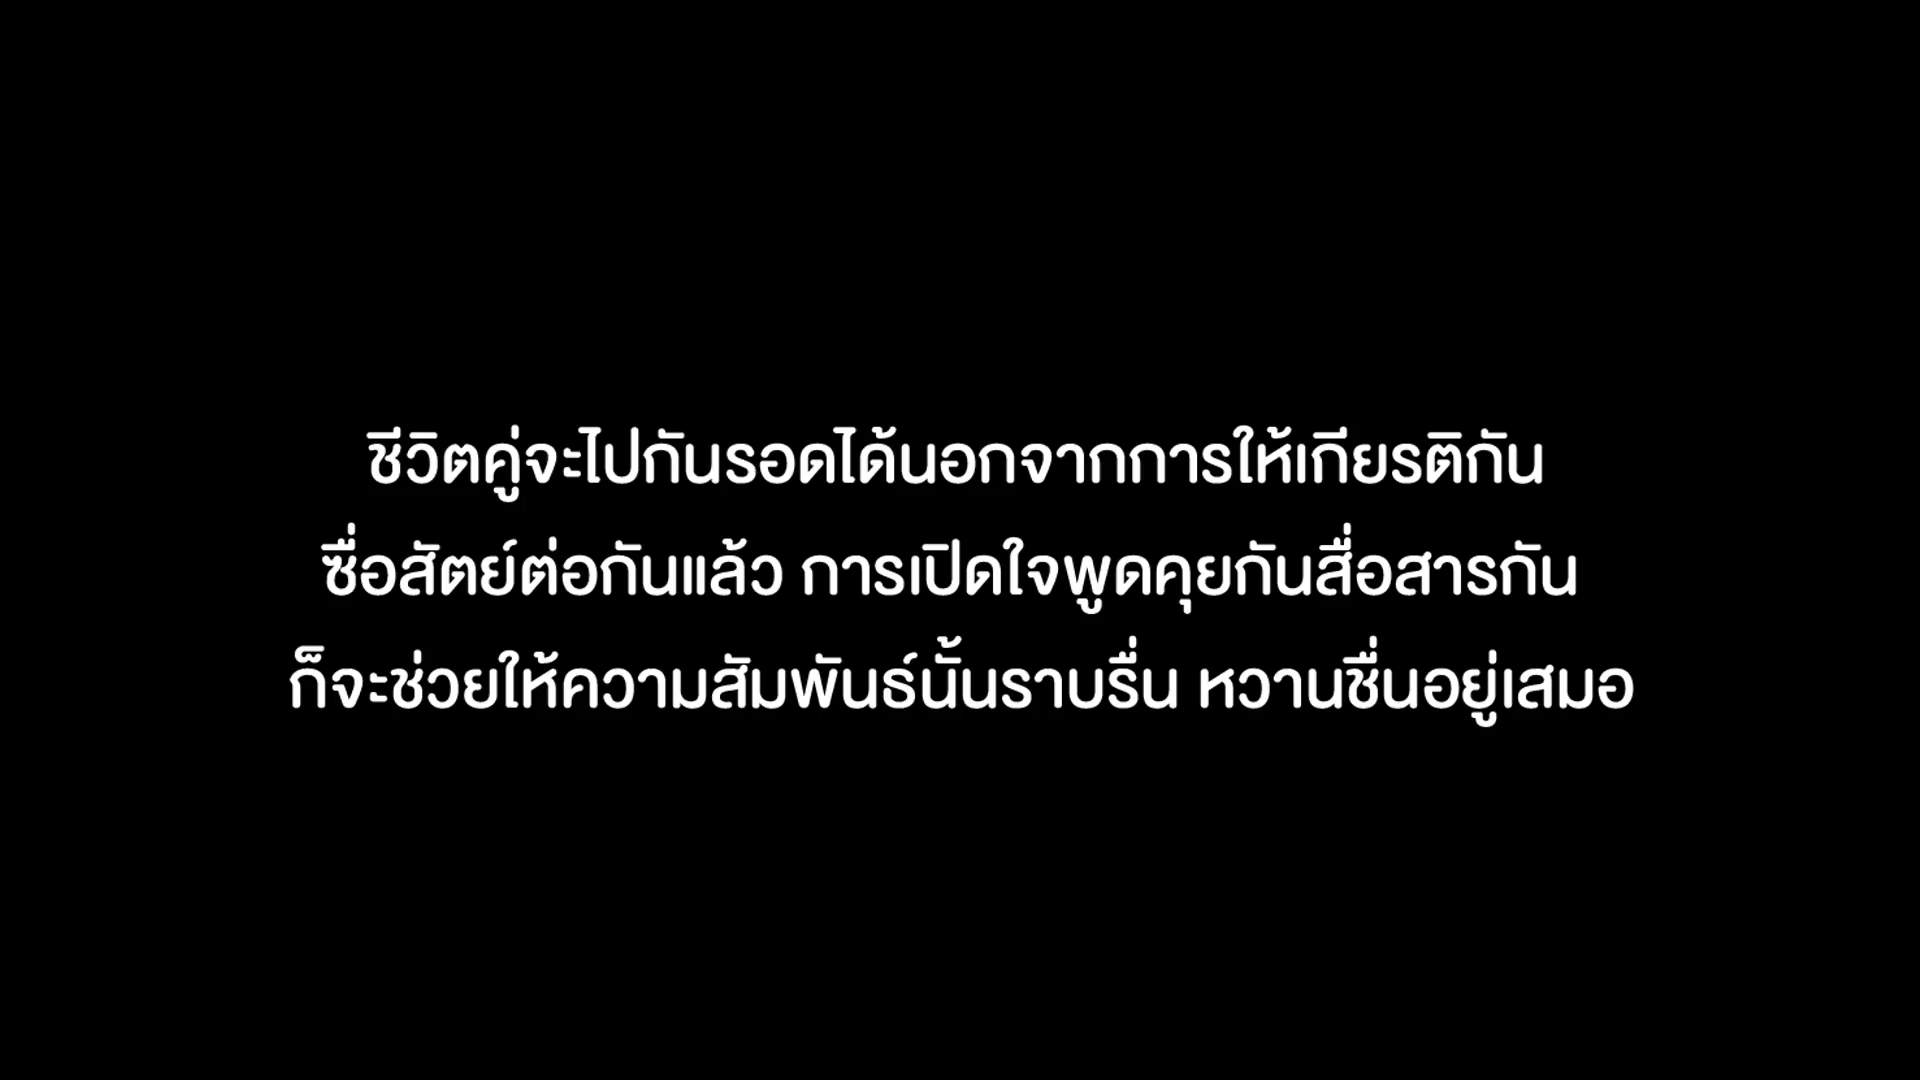 ชีวิตคู่จะไปกันรอดได้นอกจากการให้เกียรติกัน
ซื่อสัตย์ต่อกันแล้ว การเปิดใจพูดคุยกันสื่อสารกัน
ก็จะช่วยให้ความสัมพันธ์นั้นราบรื่น หวานชื่นอยู่เสมอ